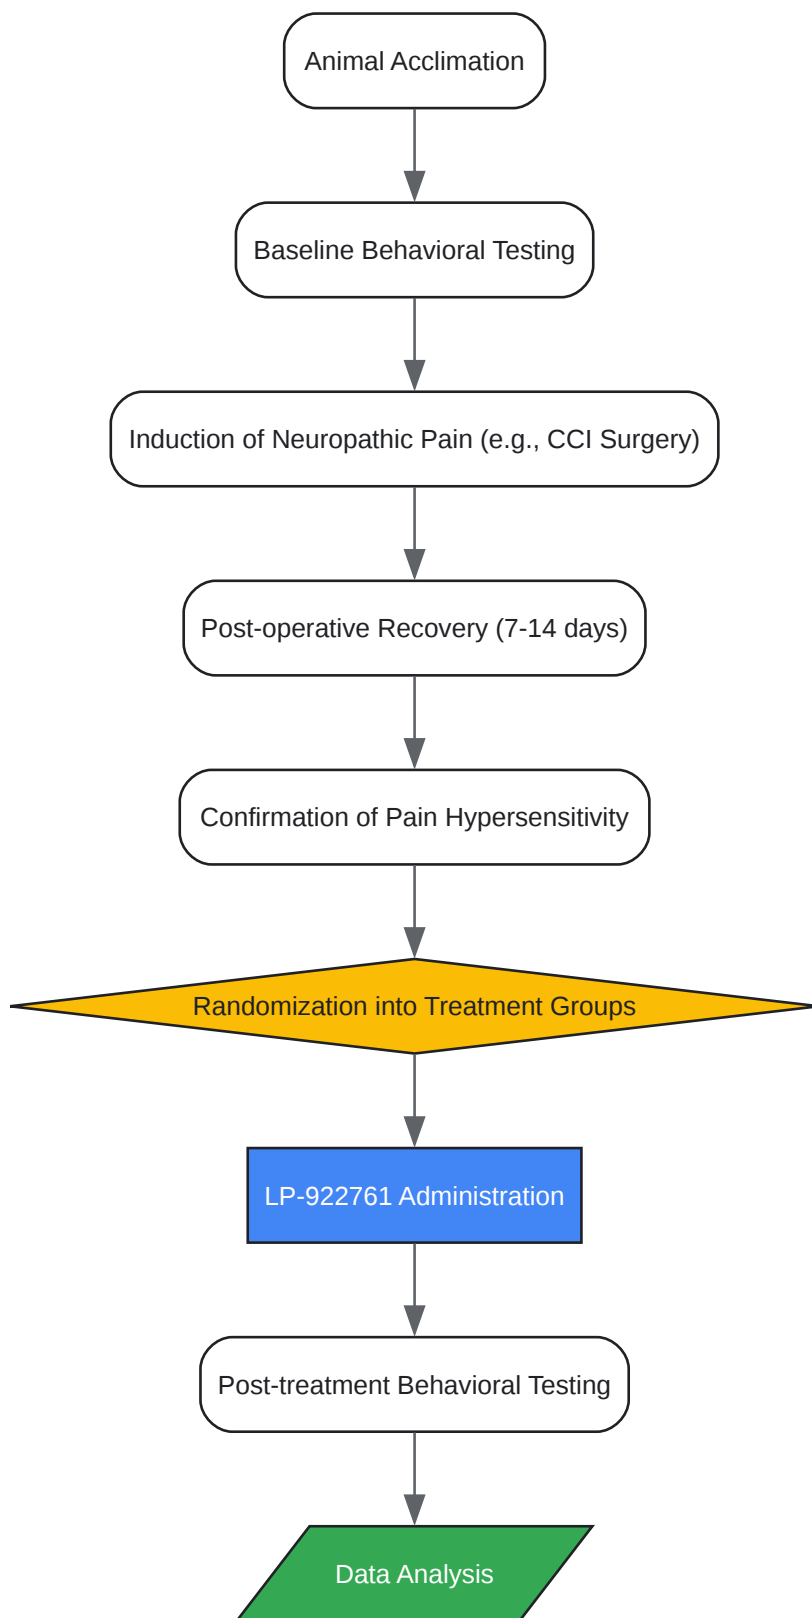 Animal Acclimation
Baseline Behavioral Testing
Induction of Neuropathic Pain (e.g., CCI Surgery)
Post-operative Recovery (7-14 days)
Confirmation of Pain Hypersensitivity
Randomization into Treatment Groups
LP-922761 Administration
Post-treatment Behavioral Testing
Data Analysis